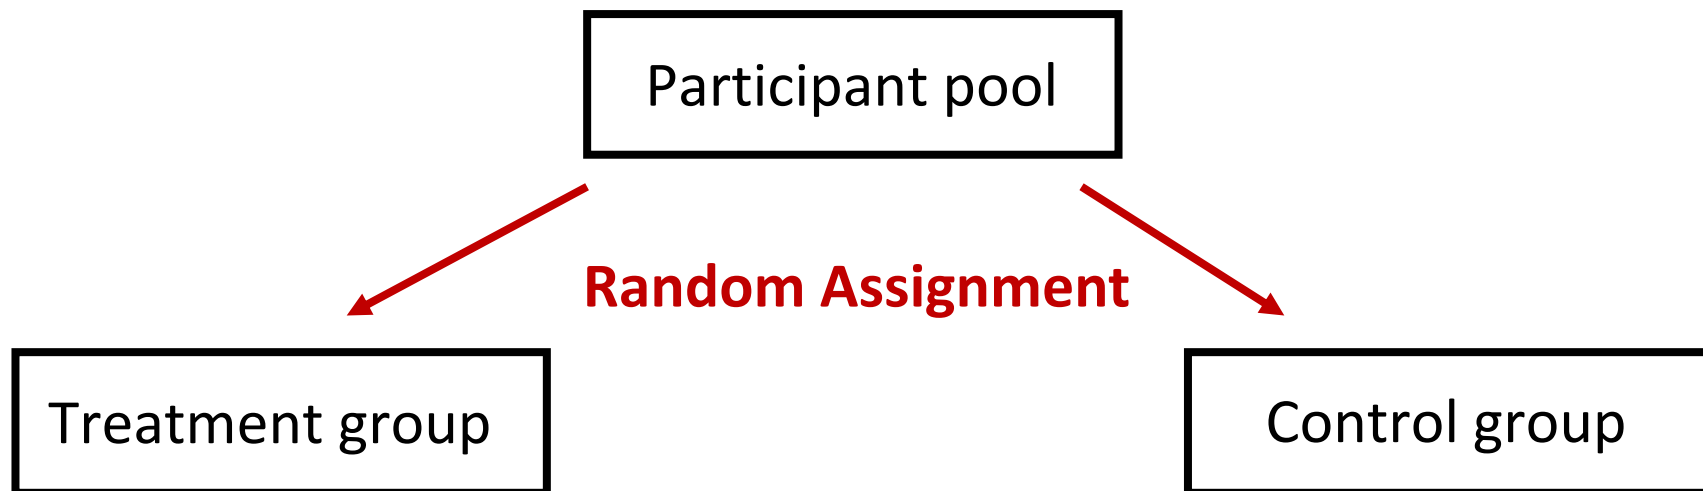 Participant pool
Random Assignment
Treatment group
Control group